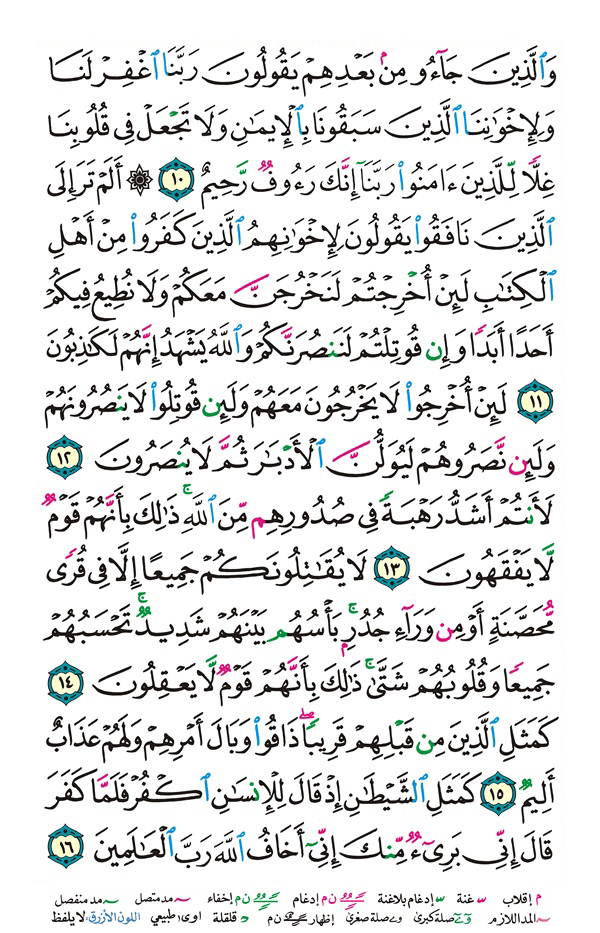 وَٱلَّذِينَ جَآءُو مِنۢ بَعۡدِهِمۡ يَقُولُونَ رَبَّنَا ٱغۡفِرۡ لَنَا
وَلِإِخۡوَٰنِنَا ٱلَّذِينَ سَبَقُونَا بِٱلۡإِيمَٰنِ وَلَا تَجۡعَلۡ فِي قُلُوبِنَا
غِلّٗا لِّلَّذِينَ ءَامَنُواْ رَبَّنَآ إِنَّكَ رَءُوفٞ رَّحِيمٌ ١٠ ۞ أَلَمۡ تَرَ إِلَى
ٱلَّذِينَ نَافَقُواْ يَقُولُونَ لِإِخۡوَٰنِهِمُ ٱلَّذِينَ كَفَرُواْ مِنۡ أَهۡلِ
ٱلۡكِتَٰبِ لَئِنۡ أُخۡرِجۡتُمۡ لَنَخۡرُجَنَّ مَعَكُمۡ وَلَا نُطِيعُ فِيكُمۡ
أَحَدًا أَبَدٗا وَإِن قُوتِلۡتُمۡ لَنَنصُرَنَّكُمۡ وَٱللَّهُ يَشۡهَدُ إِنَّهُمۡ لَكَٰذِبُونَ
١١ لَئِنۡ أُخۡرِجُواْ لَا يَخۡرُجُونَ مَعَهُمۡ وَلَئِن قُوتِلُواْ لَا يَنصُرُونَهُمۡ
وَلَئِن نَّصَرُوهُمۡ لَيُوَلُّنَّ ٱلۡأَدۡبَٰرَ ثُمَّ لَا يُنصَرُونَ ١٢
لَأَنتُمۡ أَشَدُّ رَهۡبَةٗ فِي صُدُورِهِم مِّنَ ٱللَّهِۚ ذَٰلِكَ بِأَنَّهُمۡ قَوۡمٞ
لَّا يَفۡقَهُونَ ١٣ لَا يُقَٰتِلُونَكُمۡ جَمِيعًا إِلَّا فِي قُرٗى
مُّحَصَّنَةٍ أَوۡ مِن وَرَآءِ جُدُرِۭۚ بَأۡسُهُم بَيۡنَهُمۡ شَدِيدٞۚ تَحۡسَبُهُمۡ
جَمِيعٗا وَقُلُوبُهُمۡ شَتَّىٰۚ ذَٰلِكَ بِأَنَّهُمۡ قَوۡمٞ لَّا يَعۡقِلُونَ ١٤
كَمَثَلِ ٱلَّذِينَ مِن قَبۡلِهِمۡ قَرِيبٗاۖ ذَاقُواْ وَبَالَ أَمۡرِهِمۡ وَلَهُمۡ عَذَابٌ
أَلِيمٞ ١٥ كَمَثَلِ ٱلشَّيۡطَٰنِ إِذۡ قَالَ لِلۡإِنسَٰنِ ٱكۡفُرۡ فَلَمَّا كَفَرَ
قَالَ إِنِّي بَرِيٓءٞ مِّنكَ إِنِّيٓ أَخَافُ ٱللَّهَ رَبَّ ٱلۡعَٰلَمِينَ ١٦
م إقلاب غنة إدغام بلاغنة ن م إدغام ن م إخفاء مد متصل مد منفصل
المد اللازم صلة كبرى صلة صغرى إظهار ن م قلقلة اوى: طبيعي اللون الأزرق: لا يلفظ